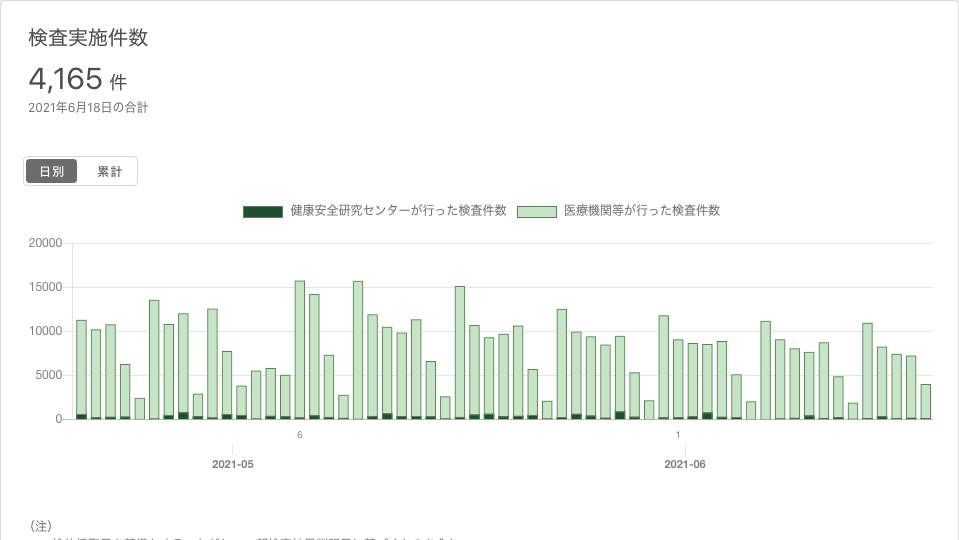 検査実施件数
4,165 件
2021年6月18日の合計
日別 累計
健康安全研究センターが行った検査件数 医療機関等が行った検査件数
20000
15000
10000
5000
0
6 1
2021-05 2021-06
（注）